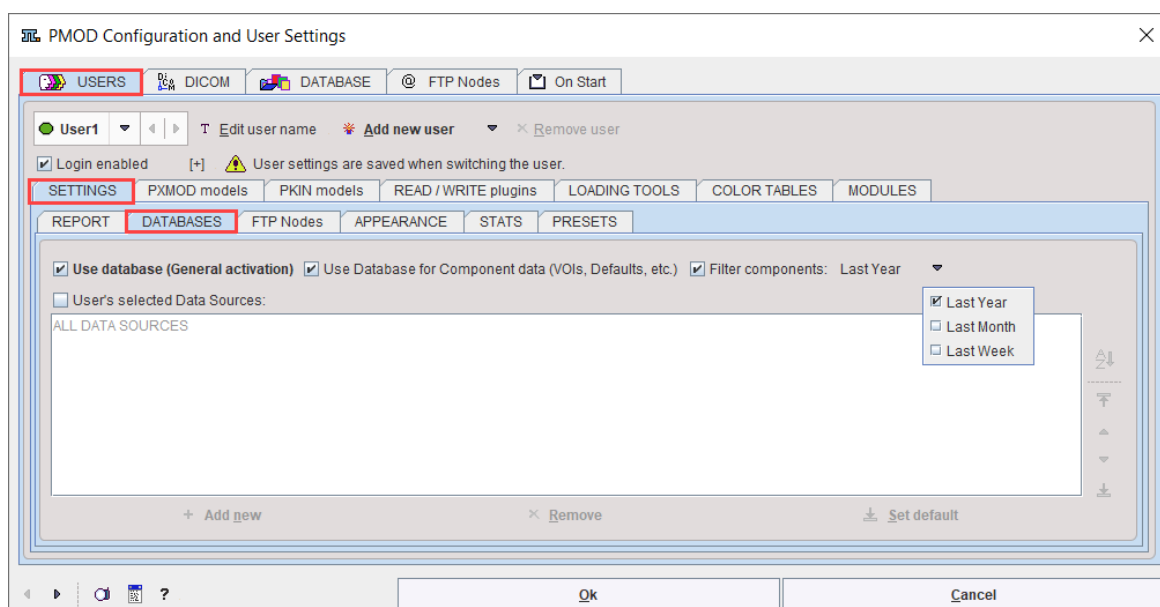 PMOD Configuration and User Settings
USERS DICOM DATABASE @ FTP Nodes On Start
User1 T Edit user name Add new user Remove user
Login enabled [+] User settings are saved when switching the user.
SETTINGS PXMOD models PKIN models READ / WRITE plugins LOADING TOOLS COLOR TABLES MODULES
REPORT DATABASES FTP Nodes APPEARANCE STATS PRESETS
Use database (General activation) Use Database for Component data (VOIs, Defaults, etc.) Filter components: Last Year
User's selected Data Sources:
Last Year
ALL DATA SOURCES
Last Month
Last Week
+ Add new × Remove Set default
? Ok Cancel